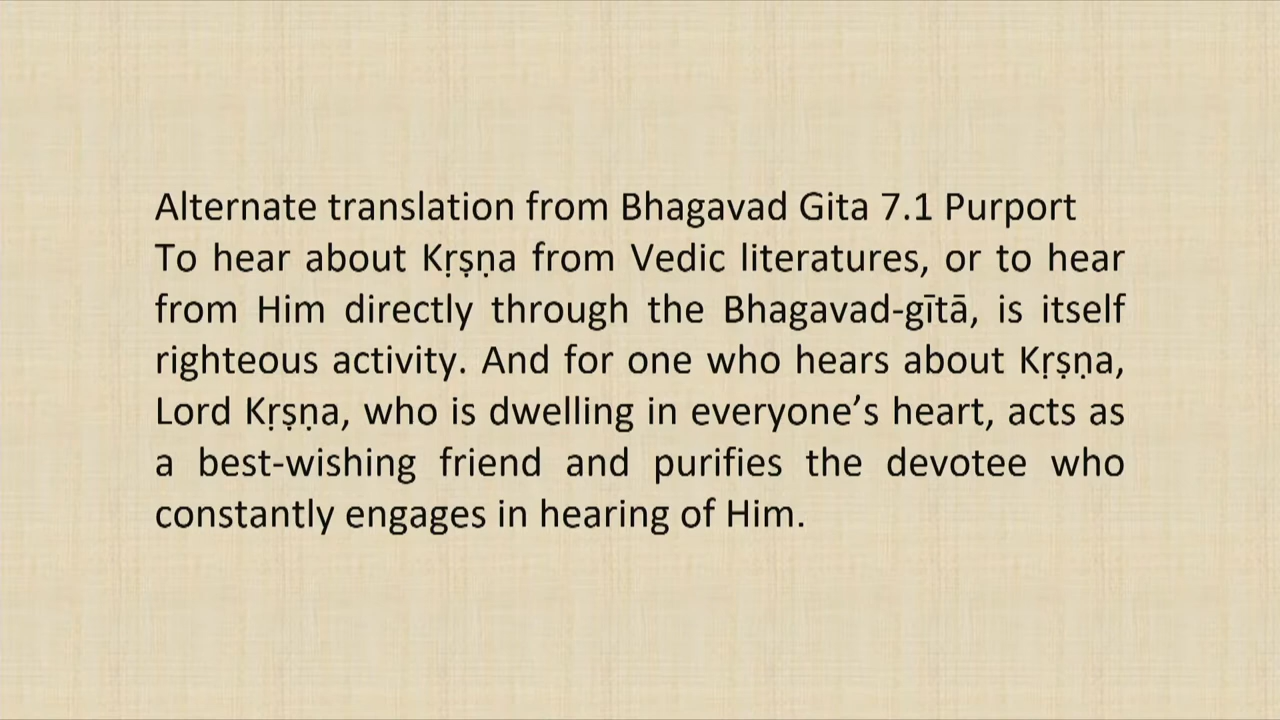 Alternate translation from Bhagavad Gita 7.1 Purport
To hear about Kṛṣṇa from Vedic literatures, or to hear
from Him directly through the Bhagavad-gītā, is itself
righteous activity. And for one who hears about Kṛṣṇa,
Lord Kṛṣṇa, who is dwelling in everyone’s heart, acts as
a best-wishing friend and purifies the devotee who
constantly engages in hearing of Him.